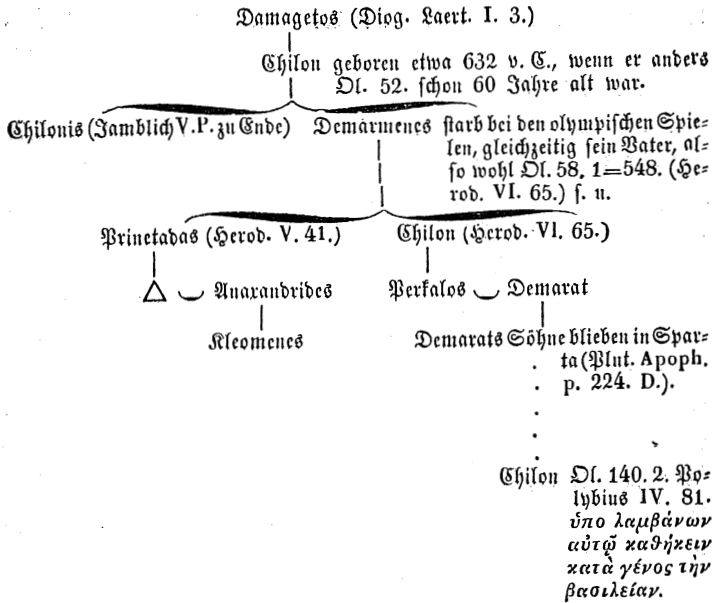 Damagetos (Diog. Laert. I. 3.)
Chilon geboren etwa 632 v. C., wenn er anders
Ol. 52. schon 60 Jahre alt war.
Chilonis (Jamblich V. P. zu Ende) Demarmenes starb bei den olympischen Spie-
len, gleichzeitig sein Vater, al-
so wohl Ol. 58. 1=548. (He-
rod. VI. 65.) s. u.
Prinetadas (Herod. V. 41.) Chilon (Herod. VI. 65.)
△ Anaxandrides Perkalos Demarat
Kleomenes Demarats Söhne blieben in Spar-
ta (Plut. Apoph.
p. 224. D.).
Chilon Ol. 140. 2. Po-
lybius IV. 81.
ὑπο λαμβάνων
αὐτῷ καθήκειν
κατὰ γένος τὴν
βασιλείαν.